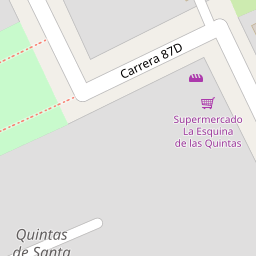 Carrera 87D
Supermercado
La Esquina
de las Quintas
Quintas
de Santa